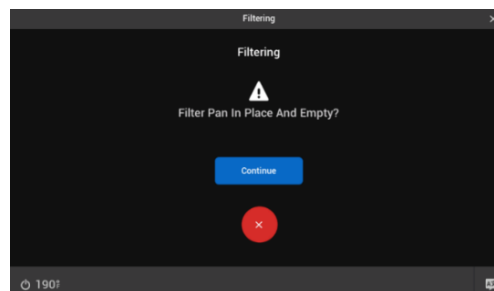 Filtering
Filtering
Filter Pan In Place And Empty?
Continue
190°F